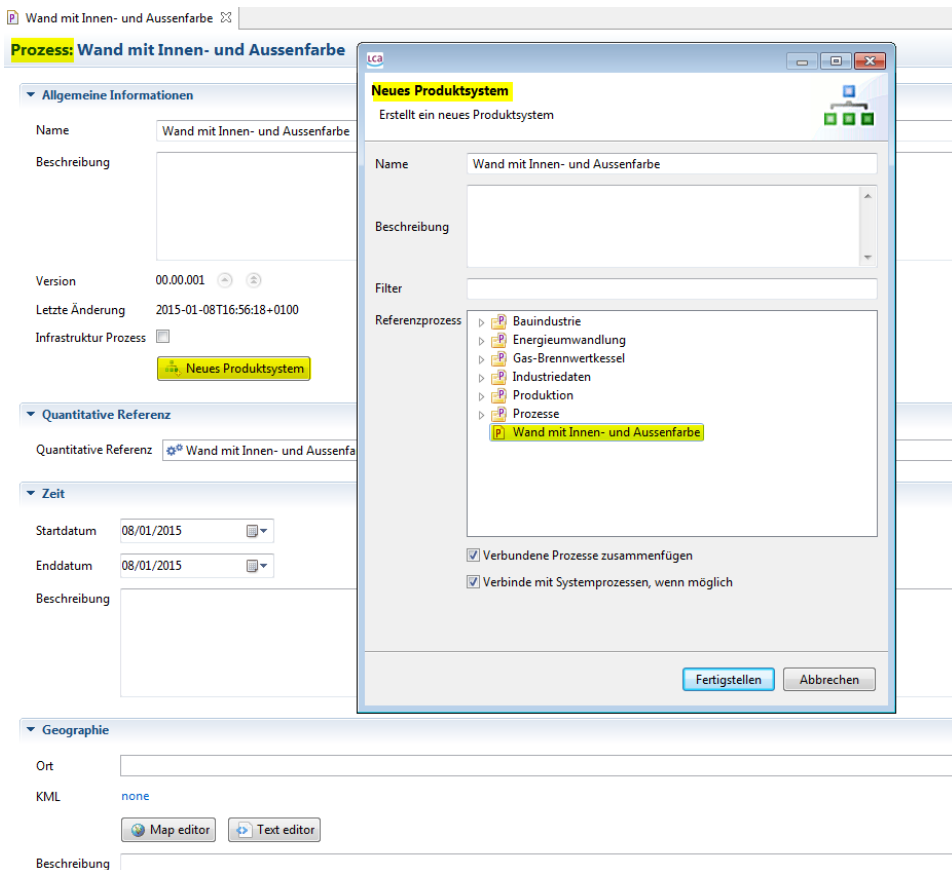 Wand mit Innen- und Aussenfarbe
Prozess: Wand mit Innen- und Aussenfarbe
Allgemeine Informationen
Name Wand mit Innen- und Aussenfarbe
Beschreibung
Version 00.00.001
Letzte Änderung 2015-01-08T16:56:18+0100
Infrastruktur Prozess
Neues Produktsystem
Quantitative Referenz
Quantitative Referenz Wand mit Innen- und Aussenfa
Zeit
Startdatum 08/01/2015
Enddatum 08/01/2015
Beschreibung
Geographie
Ort
KML none
Map editor Text editor
Beschreibung
LCA
Neues Produktsystem
Erstellt ein neues Produktsystem
Name Wand mit Innen- und Aussenfarbe
Beschreibung
Filter
Referenzprozess
Bauindustrie
Energieumwandlung
Gas-Brennwertkessel
Industriedaten
Produktion
Prozesse
Wand mit Innen- und Aussenfarbe
Verbundene Prozesse zusammenfügen
Verbinde mit Systemprozessen, wenn möglich
Fertigstellen Abbrechen